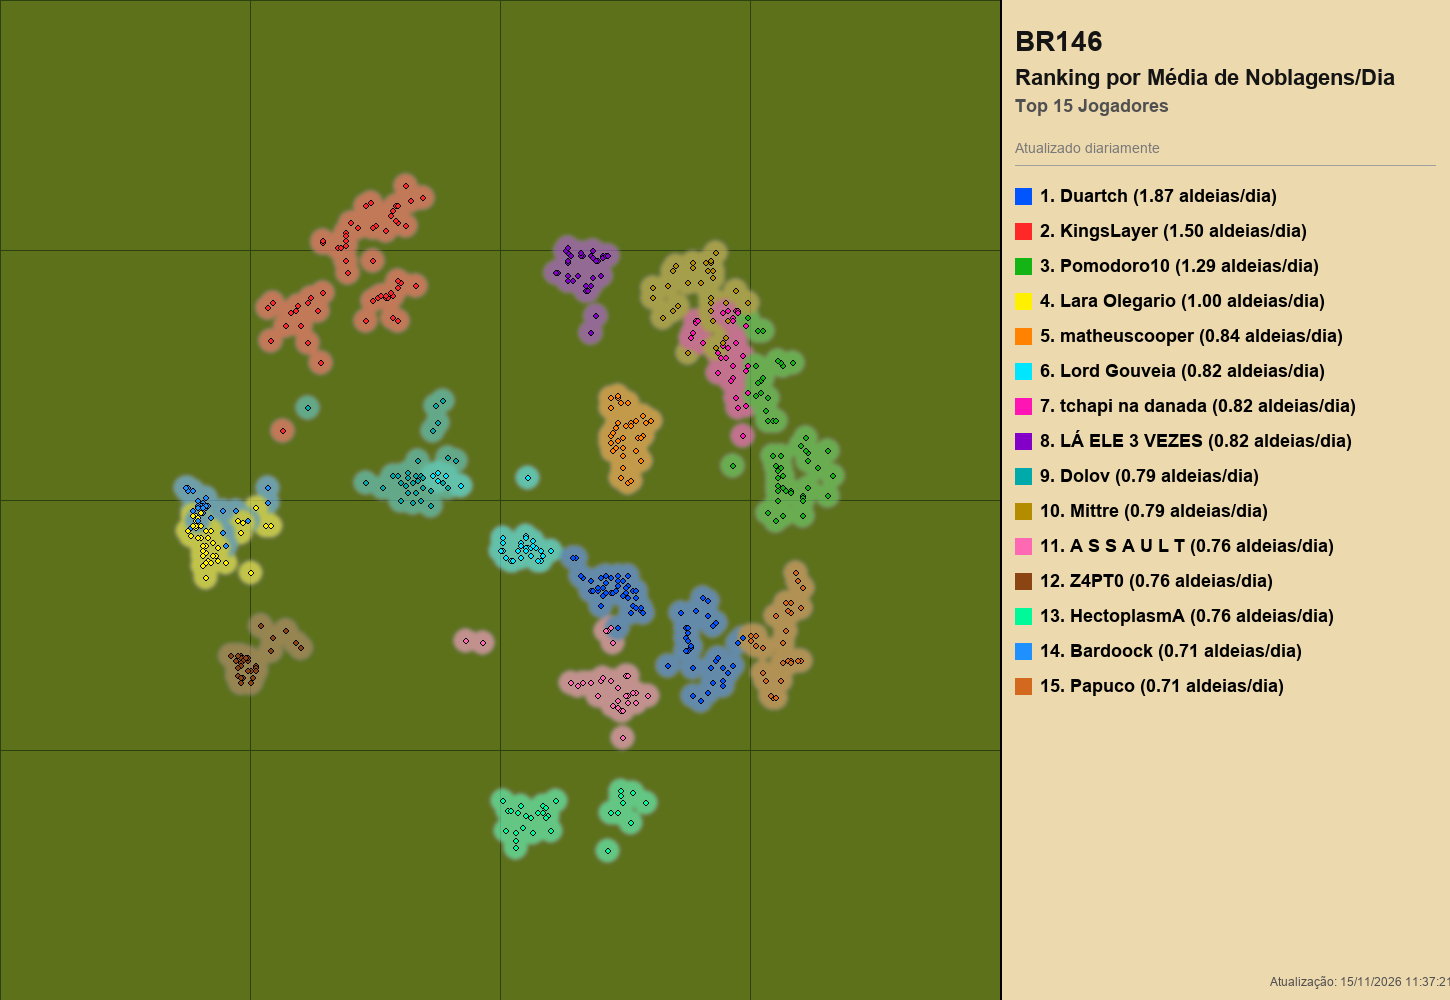 BR146
Ranking por Média de Noblagens/Dia
Top 15 Jogadores
Atualizado diariamente
1. Duartch (1.87 aldeias/dia)
2. KingsLayer (1.50 aldeias/dia)
3. Pomodoro10 (1.29 aldeias/dia)
4. Lara Olegario (1.00 aldeias/dia)
5. matheuscooper (0.84 aldeias/dia)
6. Lord Gouveia (0.82 aldeias/dia)
7. tchapi na danada (0.82 aldeias/dia)
8. LÁ ELE 3 VEZES (0.82 aldeias/dia)
9. Dolov (0.79 aldeias/dia)
10. Mittre (0.79 aldeias/dia)
11. A S S A U L T (0.76 aldeias/dia)
12. Z4PT0 (0.76 aldeias/dia)
13. HectoplasmA (0.76 aldeias/dia)
14. Bardoock (0.71 aldeias/dia)
15. Papuco (0.71 aldeias/dia)
Atualização: 15/11/2026 11:37:21